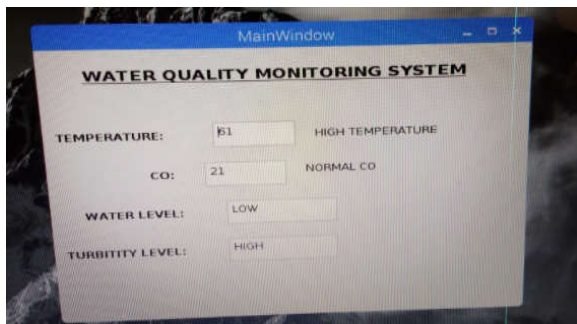 MainWindow
WATER QUALITY MONITORING SYSTEM
TEMPERATURE: 61 HIGH TEMPERATURE
CO: 21 NORMAL CO
WATER LEVEL: LOW
TURBITITY LEVEL: HIGH